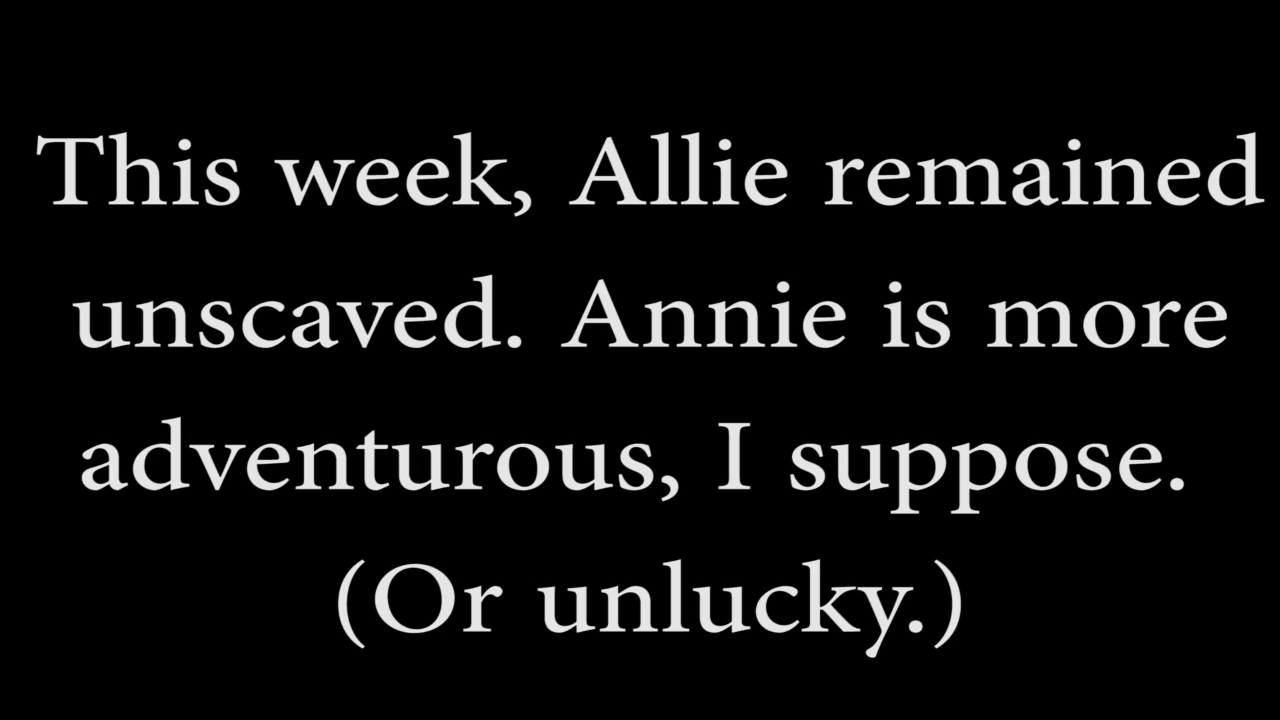 This week, Allie remained
unscaved. Annie is more
adventurous, I suppose.
(Or unlucky.)